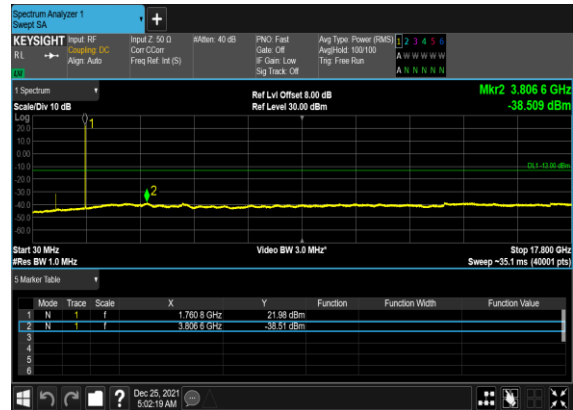 Spectrum Analyzer 1
Swept SA
+
KEYSIGHT Input: RF Input Z: 50 Ω #Atten: 40 dB PNO: Fast Avg Type: Power (RMS) 1 2 3 4 5 6
RL Coupling: DC Corr CCorr Gate: Off Avg|Hold: 100/100 A W W W W W
Align: Auto Freq Ref: Int (S) IF Gain: Low Trig: Free Run
Sig Track: Off A N N N N N
1 Spectrum Ref Lvl Offset 8.00 dB Mkr2 3.806 6 GHz
Scale/Div 10 dB Ref Level 30.00 dBm -38.509 dBm
Log
1
20.0
10.0
0.00
-10.0
DL1 -13.00 dBm
-20.0
-30.0
2
-40.0
-50.0
-60.0
Start 30 MHz Video BW 3.0 MHz* Stop 17.800 GHz
#Res BW 1.0 MHz Sweep ~35.1 ms (40001 pts)
5 Marker Table
Mode Trace Scale X Y Function Function Width Function Value
1 N 1 f 1.760 8 GHz 21.98 dBm
2 N 1 f 3.806 6 GHz -38.51 dBm
3
4
5
6
? Dec 25, 2021
5:02:19 AM